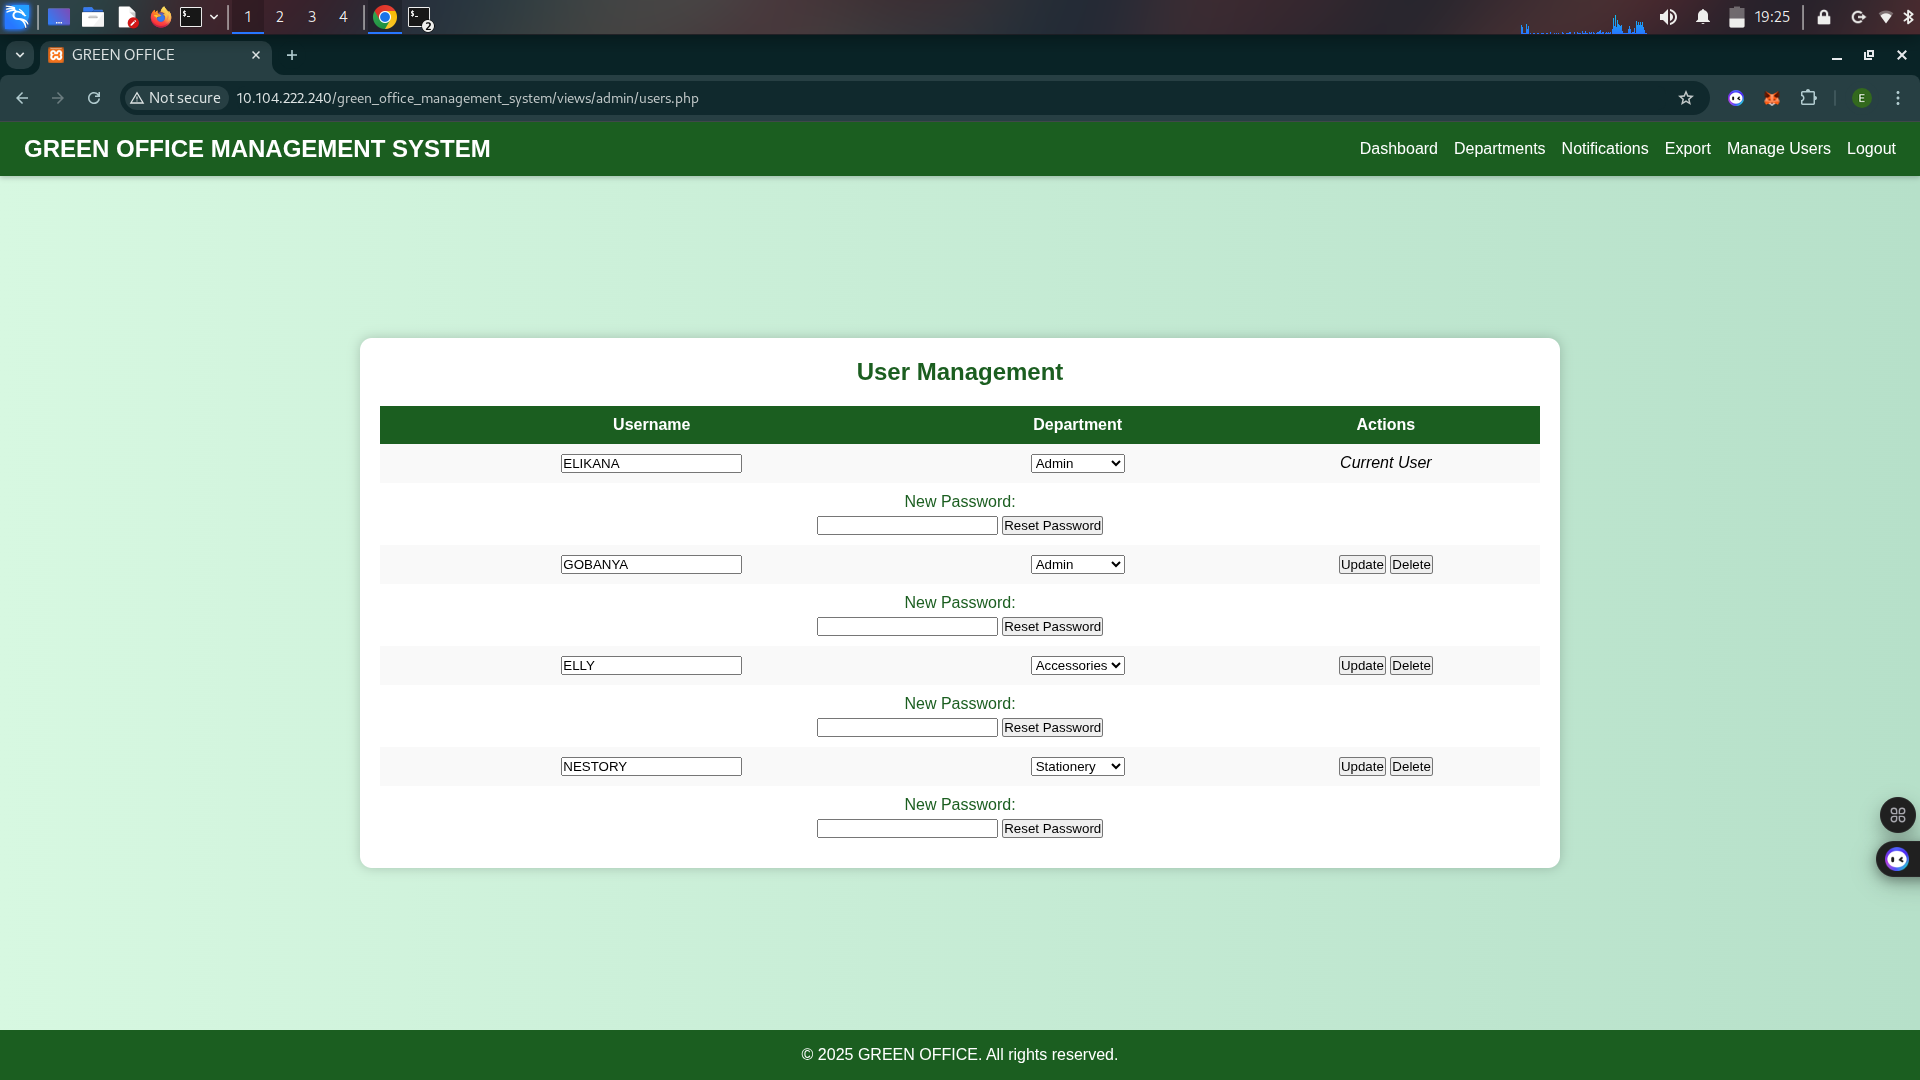 1 2 3 4 2 19:25
GREEN OFFICE
Not secure 10.104.222.240/green_office_management_system/views/admin/users.php E
GREEN OFFICE MANAGEMENT SYSTEM Dashboard Departments Notifications Export Manage Users Logout
User Management
Username Department Actions
ELIKANA Admin Current User
New Password:
Reset Password
GOBANYA Admin Update Delete
New Password:
Reset Password
ELLY Accessories Update Delete
New Password:
Reset Password
NESTORY Stationery Update Delete
New Password:
Reset Password
© 2025 GREEN OFFICE. All rights reserved.